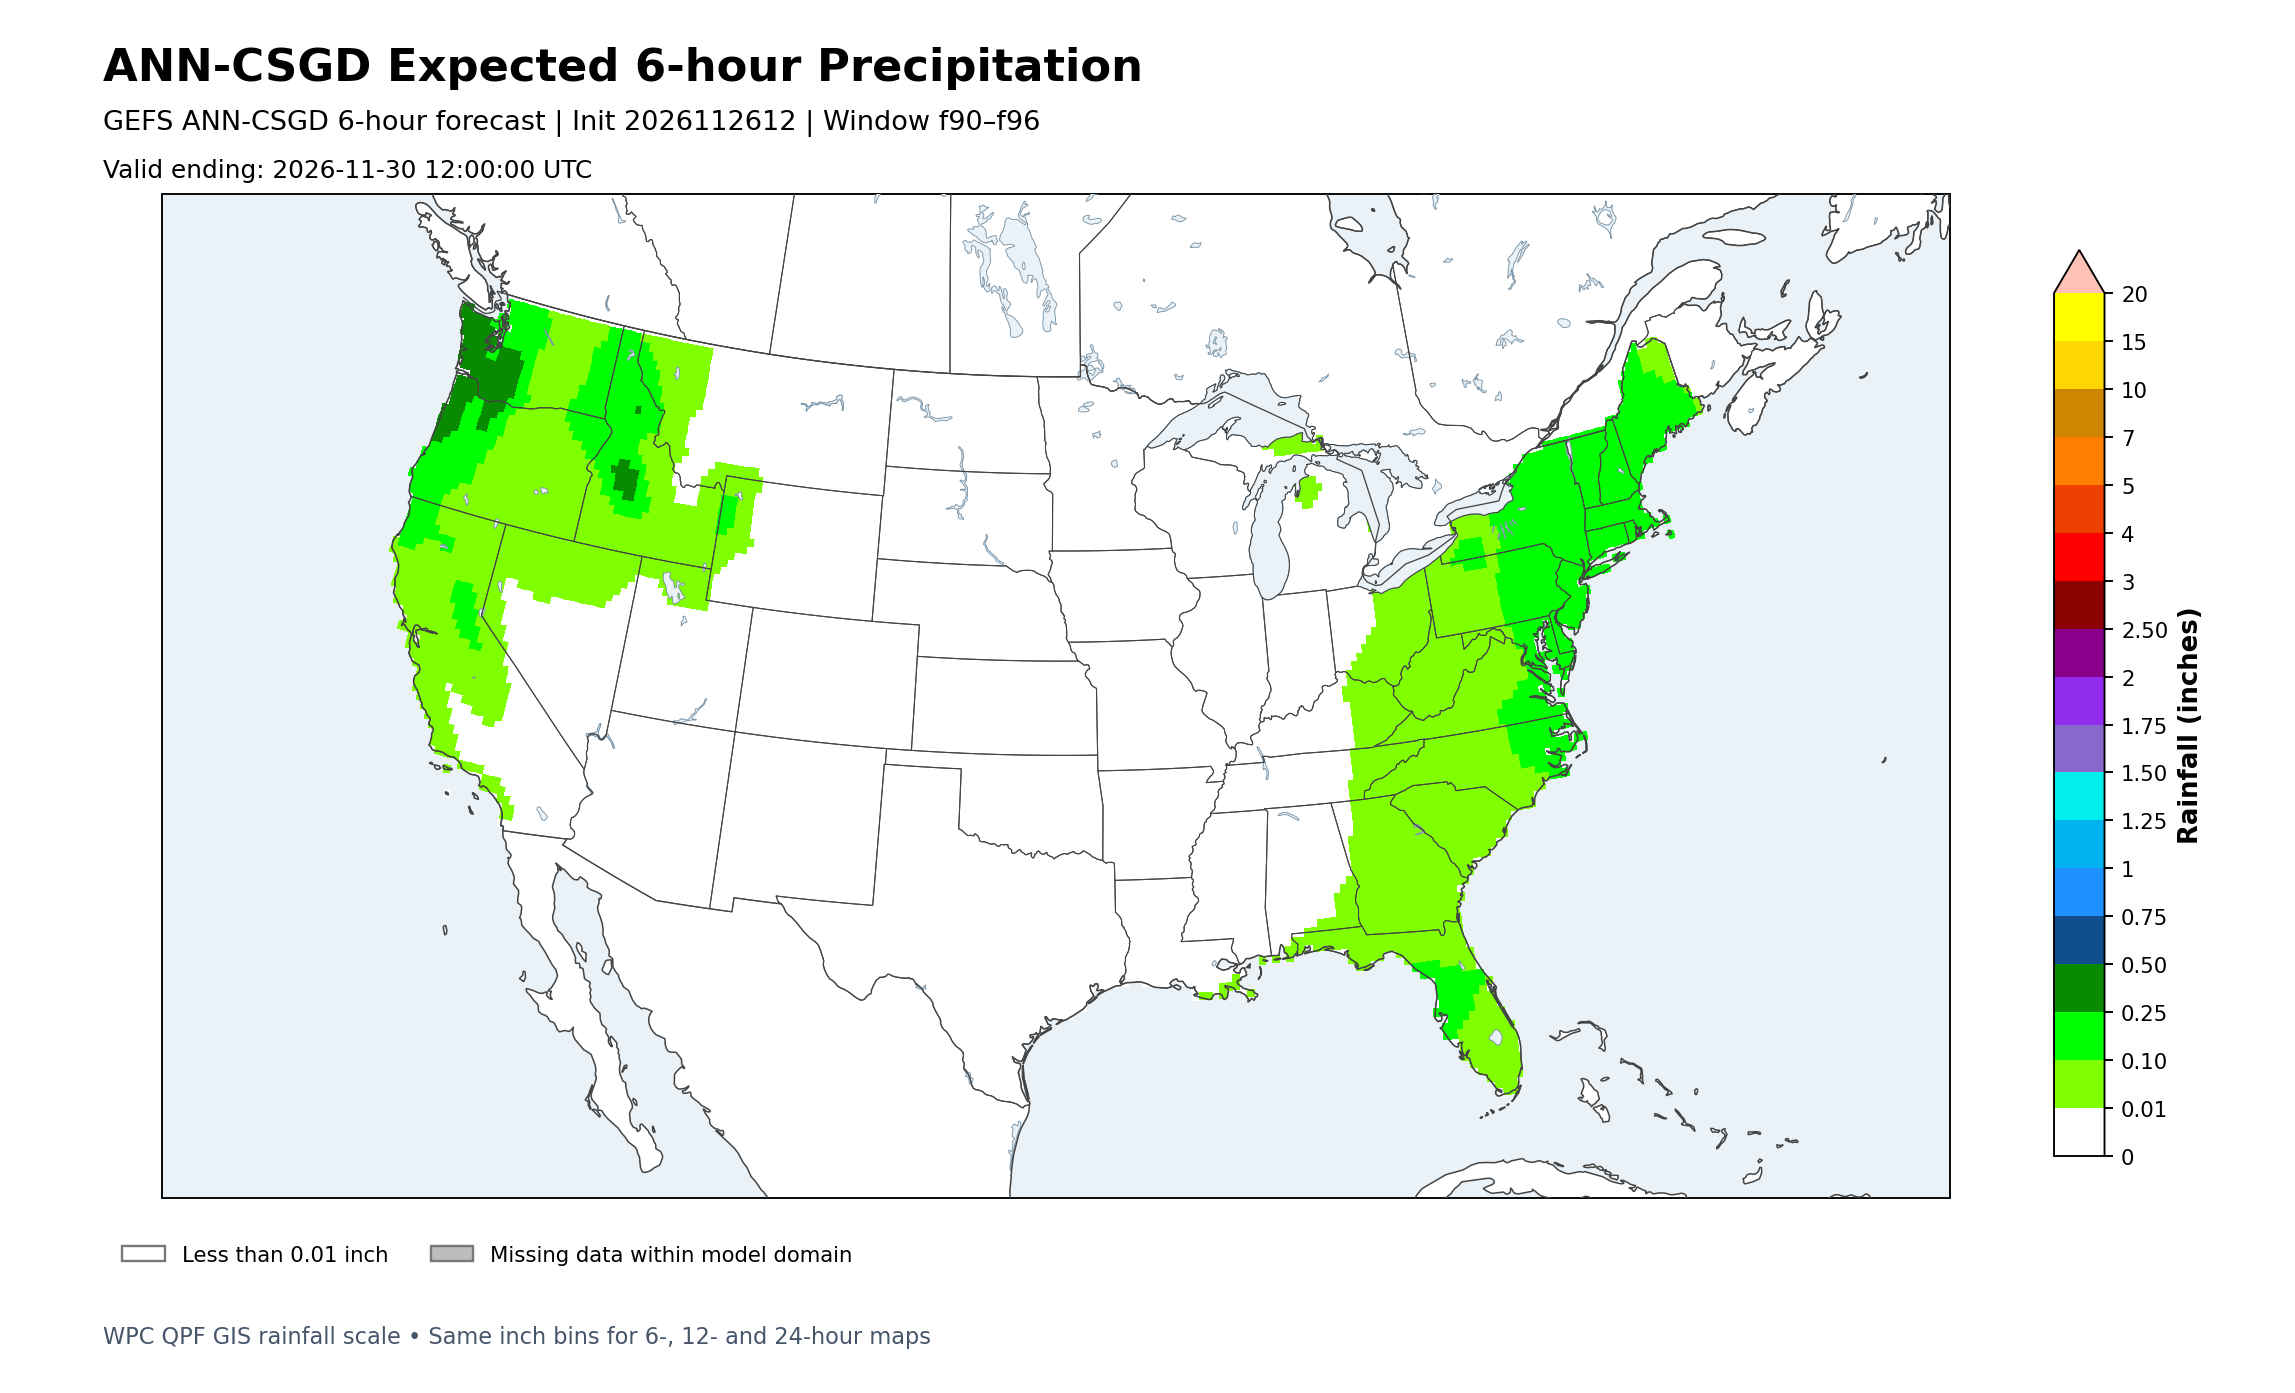 ANN-CSGD Expected 6-hour Precipitation
GEFS ANN-CSGD 6-hour forecast | Init 2026112612 | Window f90–f96
Valid ending: 2026-11-30 12:00:00 UTC
20
15
10
7
5
4
3
2.50
2
1.75
1.50
1.25
1
0.75
0.50
0.25
0.10
0.01
0
Rainfall (inches)
Less than 0.01 inch
Missing data within model domain
WPC QPF GIS rainfall scale • Same inch bins for 6-, 12- and 24-hour maps